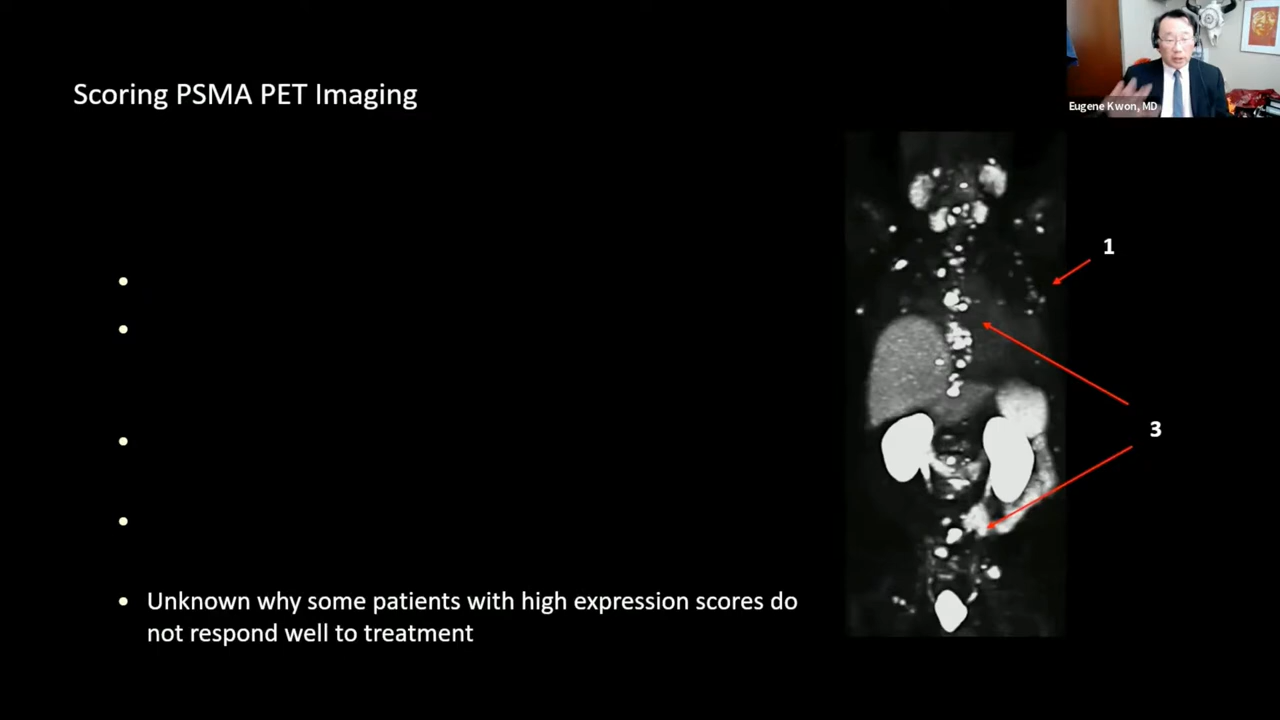 Scoring PSMA PET Imaging
Eugene Kwon, MD
1
3
• Unknown why some patients with high expression scores do
not respond well to treatment